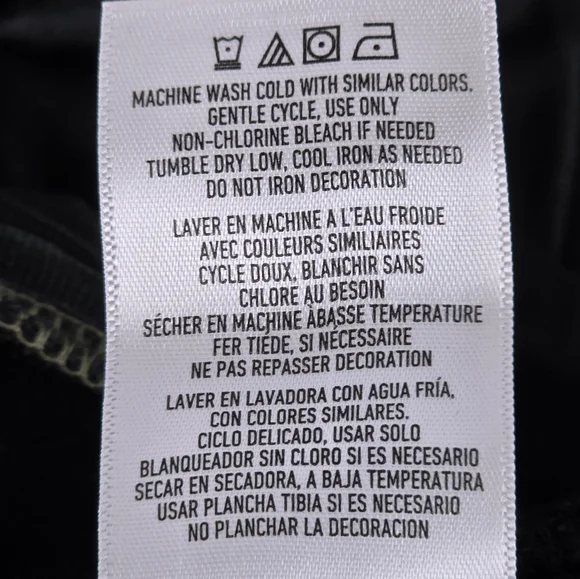 MACHINE WASH COLD WITH SIMILAR COLORS.
GENTLE CYCLE, USE ONLY
NON-CHLORINE BLEACH IF NEEDED
TUMBLE DRY LOW, COOL IRON AS NEEDED
DO NOT IRON DECORATION
LAVER EN MACHINE A L'EAU FROIDE
AVEC COULEURS SIMILIAIRES
CYCLE DOUX, BLANCHIR SANS
CHLORE AU BESOIN
SÉCHER EN MACHINE ÀBASSE TEMPERATURE
FER TIEDE, SI NÉCESSAIRE
NE PAS REPASSER DECORATION
LAVER EN LAVADORA CON AGUA FRÍA,
CON COLORES SIMILARES.
CICLO DELICADO, USAR SOLO
BLANQUEADOR SIN CLORO SI ES NECESARIO
SECAR EN SECADORA, A BAJA TEMPERATURA
USAR PLANCHA TIBIA SI ES NECESARIO
NO PLANCHAR LA DECORACION